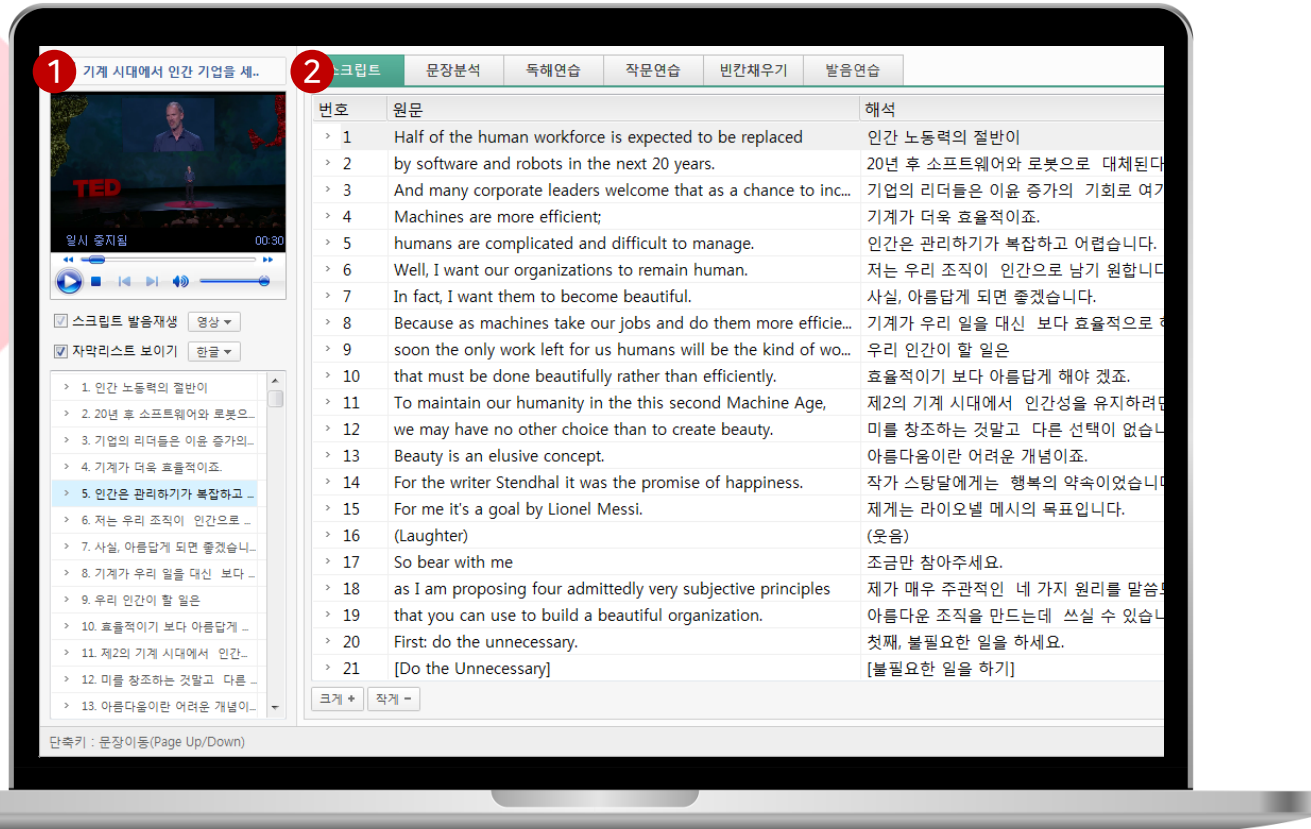 1
기계 시대에서 인간 기업을 세..
TED
일시 중지됨 00:30
스크립트 발음재생 영상
자막리스트 보이기 한글
1. 인간 노동력의 절반이
2. 20년 후 소프트웨어와 로봇으...
3. 기업의 리더들은 이윤 증가의...
4. 기계가 더욱 효율적이죠.
5. 인간은 관리하기가 복잡하고 ...
6. 저는 우리 조직이 인간으로 ...
7. 사실, 아름답게 되면 좋겠습니...
8. 기계가 우리 일을 대신 보다 ...
9. 우리 인간이 할 일은
10. 효율적이기 보다 아름답게 ...
11. 제2의 기계 시대에서 인간...
12. 미를 창조하는 것말고 다른 ...
13. 아름다움이란 어려운 개념이...
2
스크립트 문장분석 독해연습 작문연습 빈칸채우기 발음연습
번호 원문 해석
1 Half of the human workforce is expected to be replaced 인간 노동력의 절반이
2 by software and robots in the next 20 years. 20년 후 소프트웨어와 로봇으로 대체된다
3 And many corporate leaders welcome that as a chance to inc... 기업의 리더들은 이윤 증가의 기회로 여기
4 Machines are more efficient; 기계가 더욱 효율적이죠.
5 humans are complicated and difficult to manage. 인간은 관리하기가 복잡하고 어렵습니다.
6 Well, I want our organizations to remain human. 저는 우리 조직이 인간으로 남기 원합니다
7 In fact, I want them to become beautiful. 사실, 아름답게 되면 좋겠습니다.
8 Because as machines take our jobs and do them more efficie... 기계가 우리 일을 대신 보다 효율적으로
9 soon the only work left for us humans will be the kind of wo... 우리 인간이 할 일은
10 that must be done beautifully rather than efficiently. 효율적이기 보다 아름답게 해야 겠죠.
11 To maintain our humanity in the this second Machine Age, 제2의 기계 시대에서 인간성을 유지하려면
12 we may have no other choice than to create beauty. 미를 창조하는 것말고 다른 선택이 없습니
13 Beauty is an elusive concept. 아름다움이란 어려운 개념이죠.
14 For the writer Stendhal it was the promise of happiness. 작가 스탕달에게는 행복의 약속이었습니다
15 For me it's a goal by Lionel Messi. 제게는 라이오넬 메시의 목표입니다.
16 (Laughter) (웃음)
17 So bear with me 조금만 참아주세요.
18 as I am proposing four admittedly very subjective principles 제가 매우 주관적인 네 가지 원리를 말씀드
19 that you can use to build a beautiful organization. 아름다운 조직을 만드는데 쓰실 수 있습니
20 First: do the unnecessary. 첫째, 불필요한 일을 하세요.
21 [Do the Unnecessary] [불필요한 일을 하기]
크게 + 작게 -
단축키 : 문장이동(Page Up/Down)